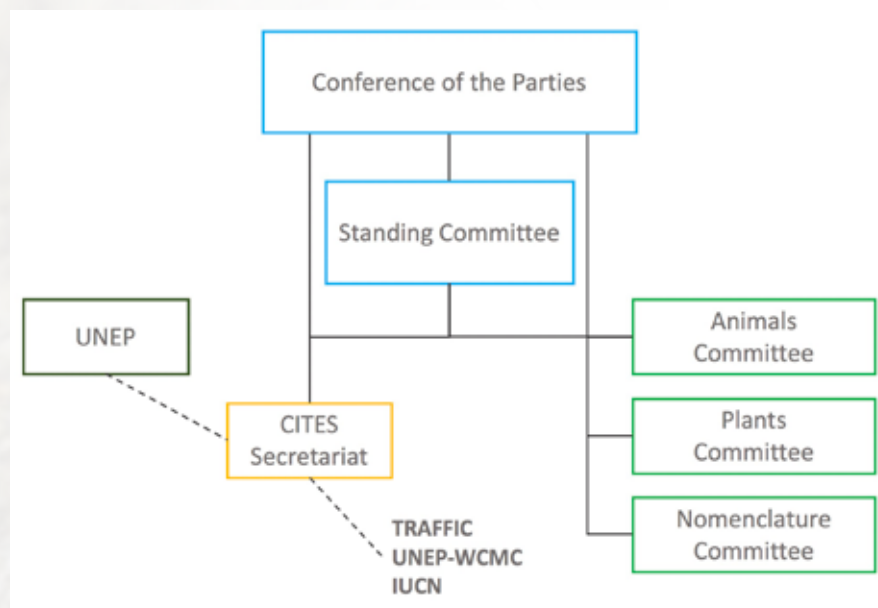 Conference of the Parties
Standing Committee
UNEP
Animals
Committee
CITES
Secretariat
Plants
Committee
TRAFFIC
UNEP-WCMC
IUCN
Nomenclature
Committee